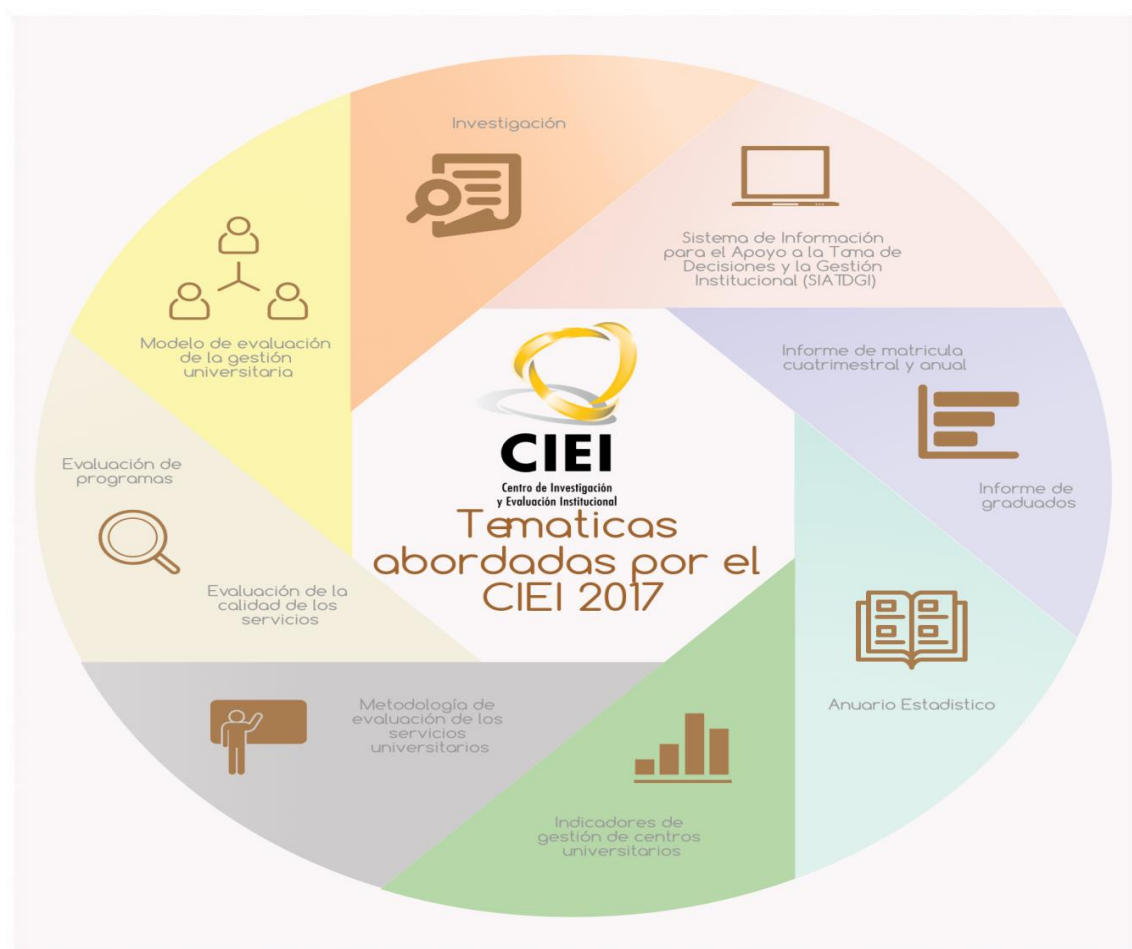 Investigación
Sistema de Información
para el Apoyo a la Toma de
Decisiones y la Gestión
Institucional (SIATDGI)
Informe de matricula
cuatrimestral y anual
Informe de
graduados
Anuario Estadistico
Indicadores de
gestión de centros
universitarios
Metodología de
evaluación de los
servicios
universitarios
Evaluación de la
calidad de los
servicios
Evaluación de
programas
Modelo de evaluación
de la gestión
universitaria
CIEI
Centro de Investigación
y Evaluación Institucional
Tematicas
abordadas por el
CIEI 2017